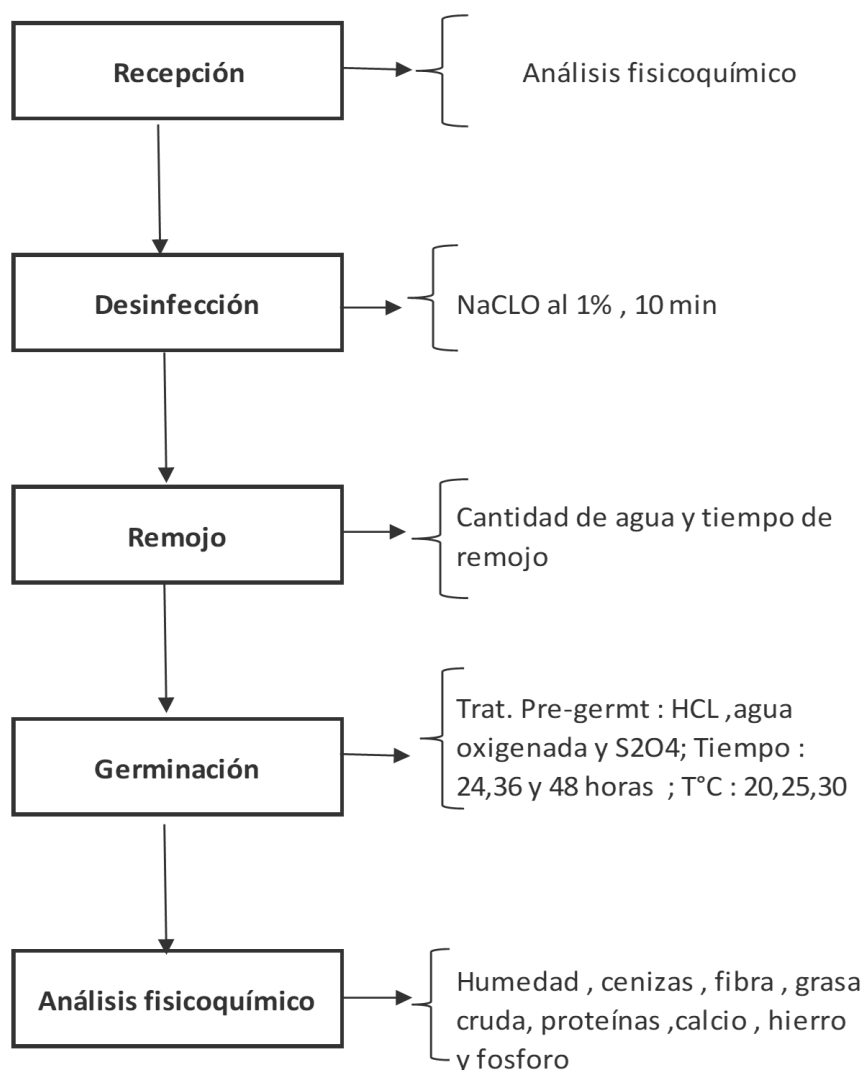 Recepción
Análisis fisicoquímico
Desinfección
NaCLO al 1% , 10 min
Remojo
Cantidad de agua y tiempo de
remojo
Germinación
Trat. Pre-germt : HCL ,agua
oxigenada y S2O4; Tiempo :
24,36 y 48 horas ; T°C : 20,25,30
Análisis fisicoquímico
Humedad , cenizas , fibra , grasa
cruda, proteínas ,calcio , hierro
y fosforo